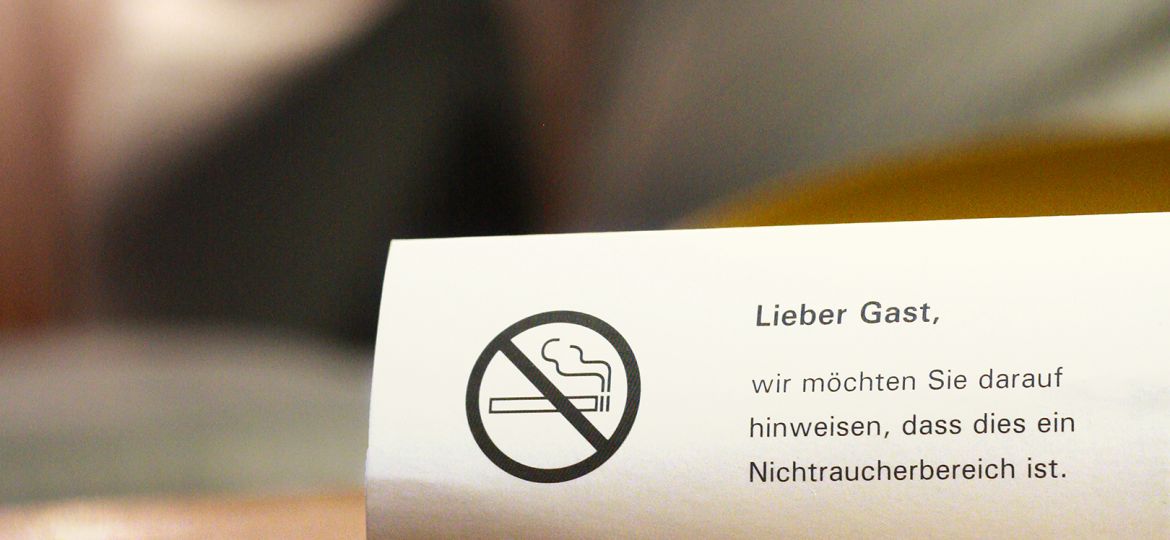 Lieber Gast,
wir möchten Sie darauf
hinweisen, dass dies ein
Nichtraucherbereich ist.